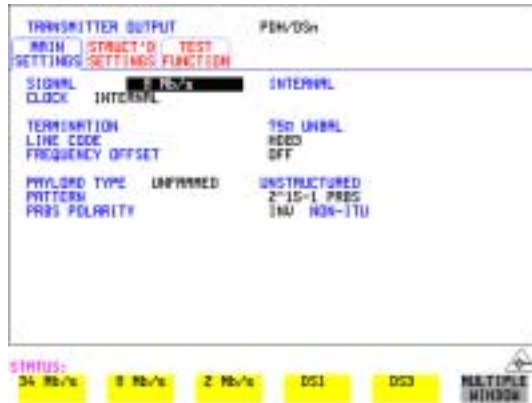 TRANSMITTER OUTPUT PDH/DSn
MAIN STRUCT'D TEST
SETTINGS SETTINGS FUNCTION
SIGNAL 8 Mb/s INTERNAL
CLOCK INTERNAL
TERMINATION 75Ω UNBAL
LINE CODE HDB3
FREQUENCY OFFSET OFF
PAYLOAD TYPE UNFRAMED UNSTRUCTURED
PATTERN 2^15-1 PRBS
PRBS POLARITY INV NON-ITU
STATUS:
34 Mb/s 8 Mb/s 2 Mb/s DS1 DS3 MULTIPLE
WINDOW